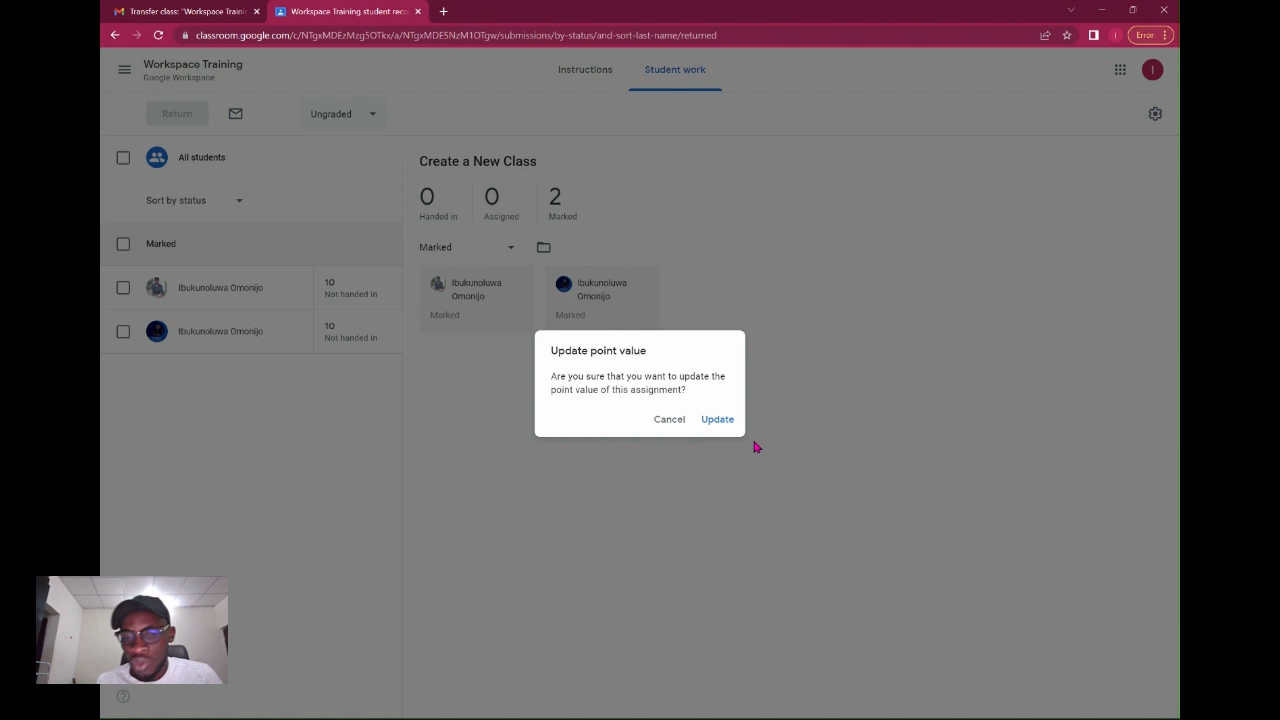 Transfer class: "Workspace Trainin
Workspace Training student reco
classroom.google.com/c/NTgxMDEzMzg5OTkx/a/NTgxMDE5NzM1OTgw/submissions/by-status/and-sort-last-name/returned
Error
Workspace Training
Google Workspace
Instructions
Student work
I
Return
Ungraded
All students
Sort by status
Marked
Ibukunoluwa Omonijo
10
Not handed in
Ibukunoluwa Omonijo
10
Not handed in
Create a New Class
0
Handed in
0
Assigned
2
Marked
Marked
Ibukunoluwa
Omonijo
Marked
Ibukunoluwa
Omonijo
Marked
Update point value
Are you sure that you want to update the
point value of this assignment?
Cancel
Update